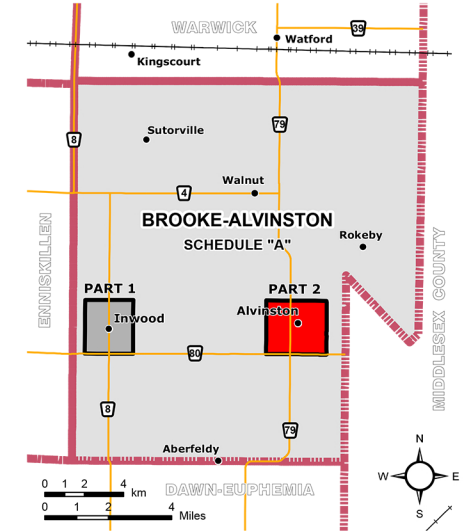 WARWICK
39
Watford
Kingscourt
79
8
Sutorville
Walnut
4
BROOKE-ALVINSTON
SCHEDULE "A"
Rokeby
ENNISKILLEN
MIDDLESEX COUNTY
PART 1
PART 2
Inwood
Alvinston
80
8
79
Aberfeldy
N
W
E
S
DAWN-EUPHEMIA
0 1 2 4 km
0 2 4 Miles